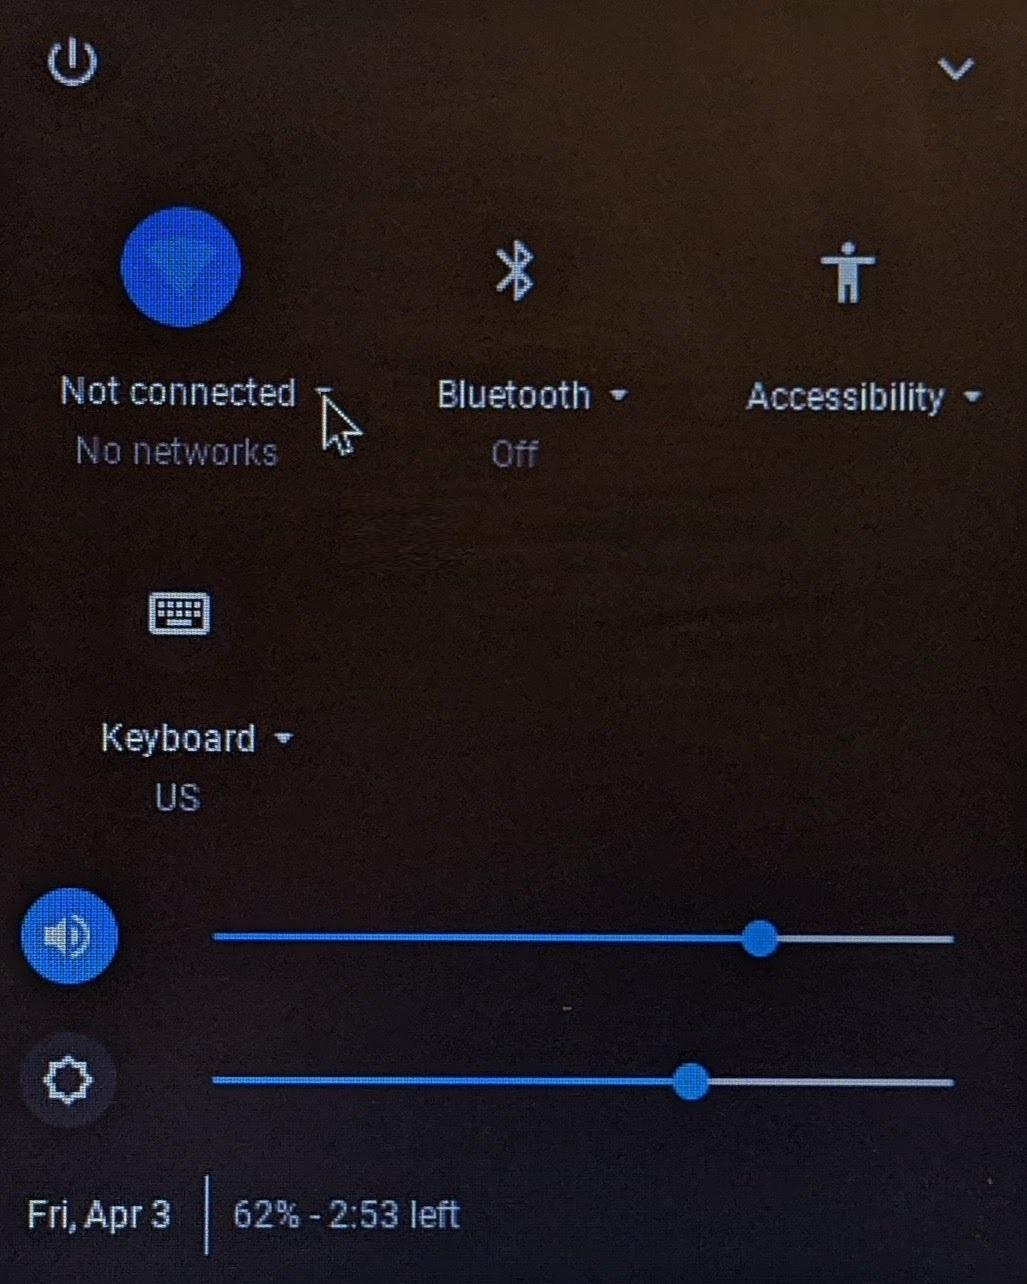 Not connected
No networks
Bluetooth
Off
Accessibility
Keyboard
US
Fri, Apr 3
62% - 2:53 left